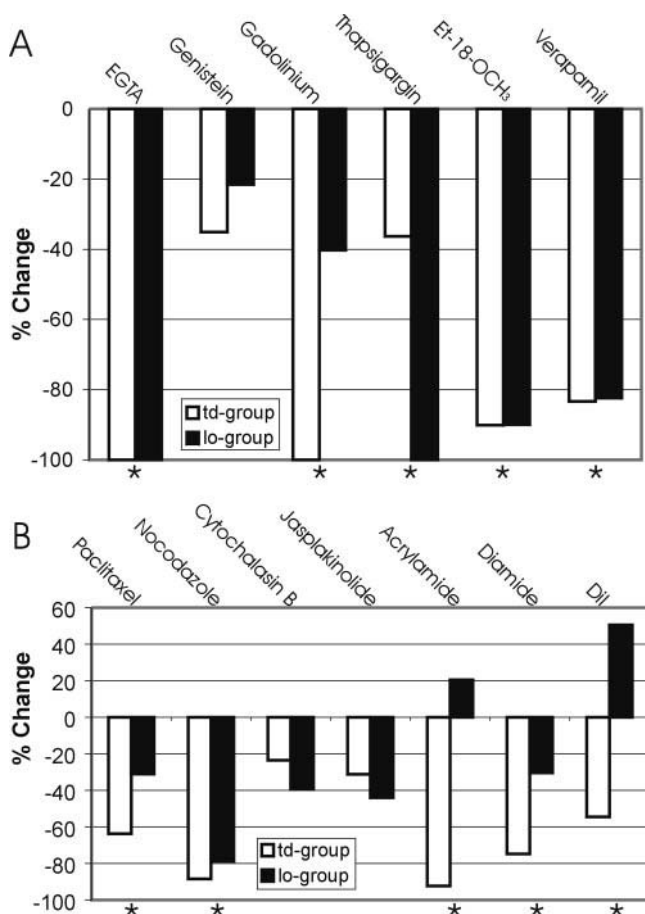 A
EGTA
Genistein
Gadolinium
Thapsigargin
Et-18-OCH₃
Verapamil
% Change
0
-20
-40
-60
-80
-100
td-group
lo-group
* * * * *
B
Paclitaxel
Nocodazole
Cytochalasin B
Jasplakinolide
Acrylamide
Diamide
DiI
% Change
60
40
20
0
-20
-40
-60
-80
-100
td-group
lo-group
* * * * *